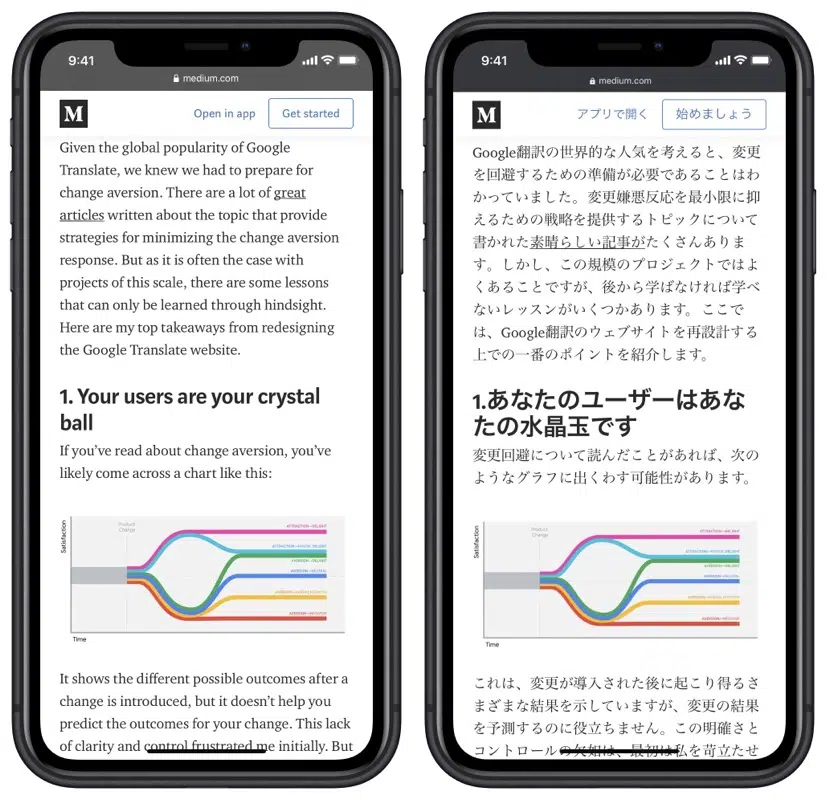 9:41
medium.com
M
Open in app
Get started
Given the global popularity of Google
Translate, we knew we had to prepare for
change aversion. There are a lot of great
articles written about the topic that provide
strategies for minimizing the change aversion
response. But as it is often the case with
projects of this scale, there are some lessons
that can only be learned through hindsight.
Here are my top takeaways from redesigning
the Google Translate website.
1. Your users are your crystal
ball
If you’ve read about change aversion, you’ve
likely come across a chart like this:
Satisfaction
Product
Change
Time
It shows the different possible outcomes after a
change is introduced, but it doesn’t help you
predict the outcomes for your change. This lack
of clarity and control frustrated me initially. But
9:41
medium.com
M
アプリで開く
始めましょう
Google翻訳の世界的な人気を考えると、変更
を回避するための準備が必要であることはわ
かっていました。変更嫌悪反応を最小限に抑
えるための戦略を提供するトピックについて
書かれた素晴らしい記事がたくさんありま
す。しかし、この規模のプロジェクトではよ
くあることですが、後から学ばなければ学べ
ないレッスンがいくつかあります。ここで
は、Google翻訳のウェブサイトを再設計する
上での一番のポイントを紹介します。
1.あなたのユーザーはあな
たの水晶玉です
変更回避について読んだことがあれば、次の
ようなグラフに出くわす可能性があります。
Satisfaction
Product
Change
Time
これは、変更が導入された後に起こり得るさ
まざまな結果を示していますが、変更の結果
を予測するのに役立ちません。この明確さと
コントロールの欠如は、最初は私を苛立たせ